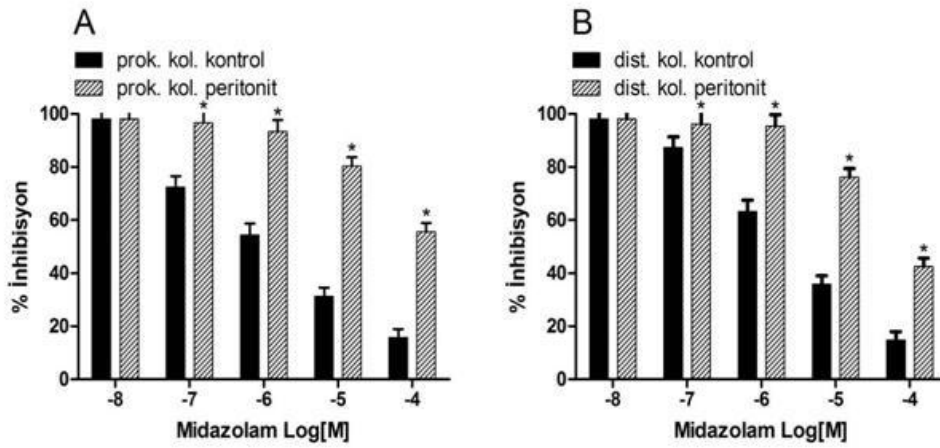 A
prok. kol. kontrol
prok. kol. peritonit
100
80
60
40
20
0
% İnhibisyon
* * * *
-8 -7 -6 -5 -4
Midazolam Log[M]
B
dist. kol. kontrol
dist. kol. peritonit
100
80
60
40
20
0
% İnhibisyon
* * * *
-8 -7 -6 -5 -4
Midazolam Log[M]